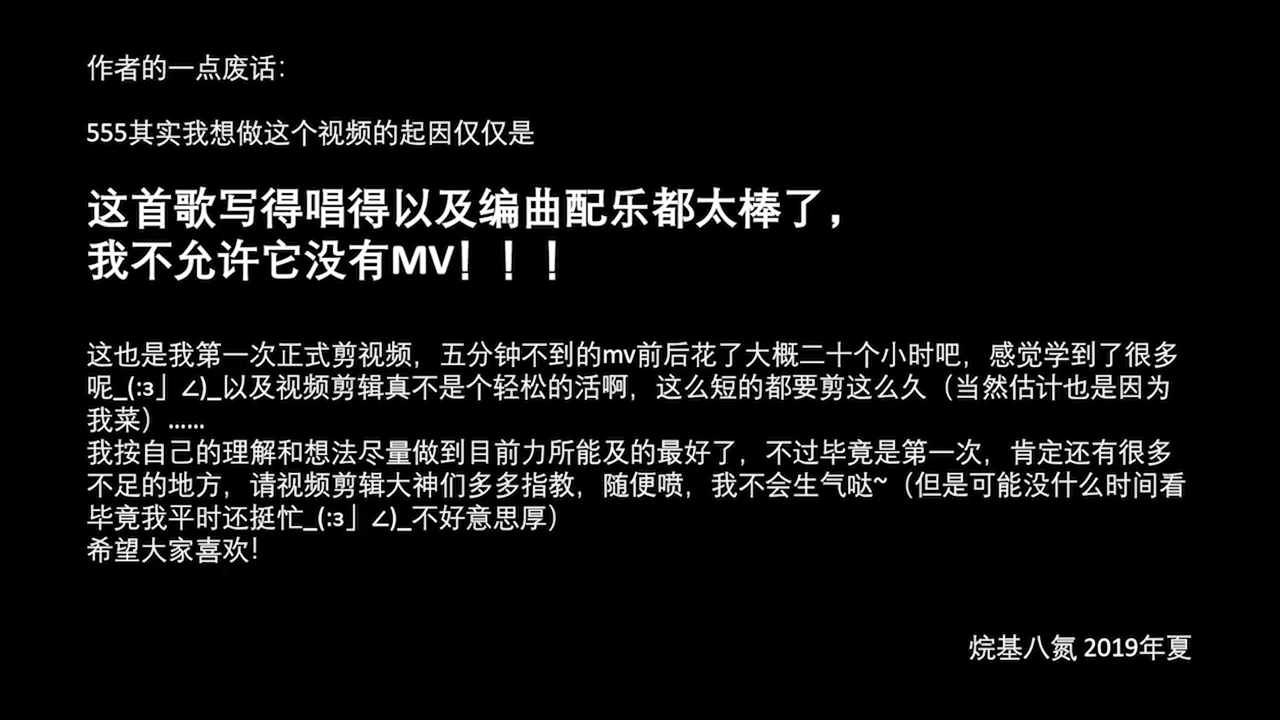 作者的一点废话：
555其实我想做这个视频的起因仅仅是
这首歌写得唱得以及编曲配乐都太棒了，
我不允许它没有MV！！！
这也是我第一次正式剪视频，五分钟不到的mv前后花了大概二十个小时吧，感觉学到了很多
呢_(:з」∠)_以及视频剪辑真不是个轻松的活啊，这么短的都要剪这么久（当然估计也是因为
我菜）……
我按自己的理解和想法尽量做到目前力所能及的最好了，不过毕竟是第一次，肯定还有很多
不足的地方，请视频剪辑大神们多多指教，随便喷，我不会生气哒~（但是可能没什么时间看
毕竟我平时还挺忙_(:з」∠)_不好意思厚）
希望大家喜欢！
烷基八氮 2019年夏